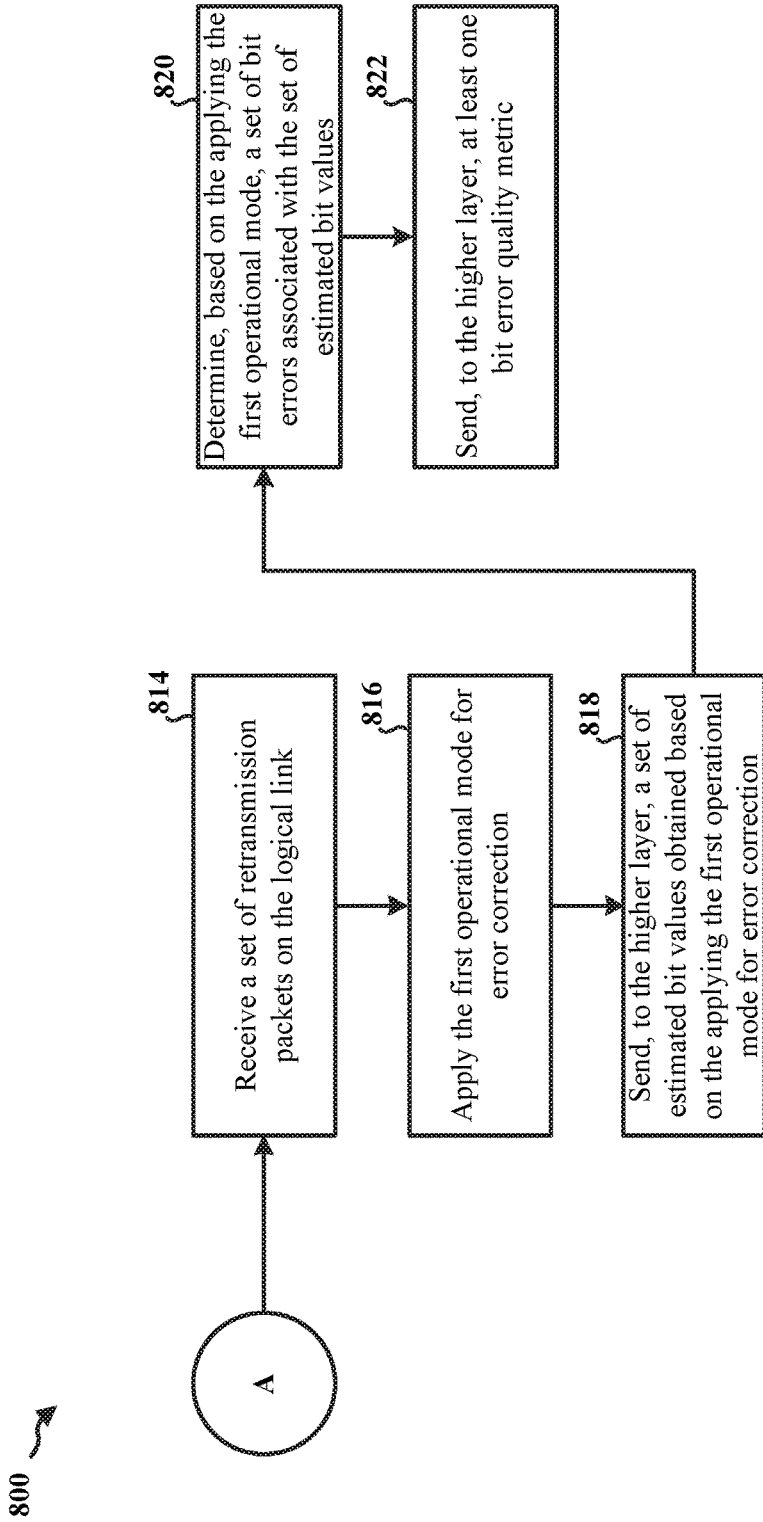 800
A
814
Receive a set of retransmission
packets on the logical link
816
Apply the first operational mode for
error correction
818
Send, to the higher layer, a set of
estimated bit values obtained based
on the applying the first operational
mode for error correction
820
Determine, based on the applying the
first operational mode, a set of bit
errors associated with the set of
estimated bit values
822
Send, to the higher layer, at least one
bit error quality metric